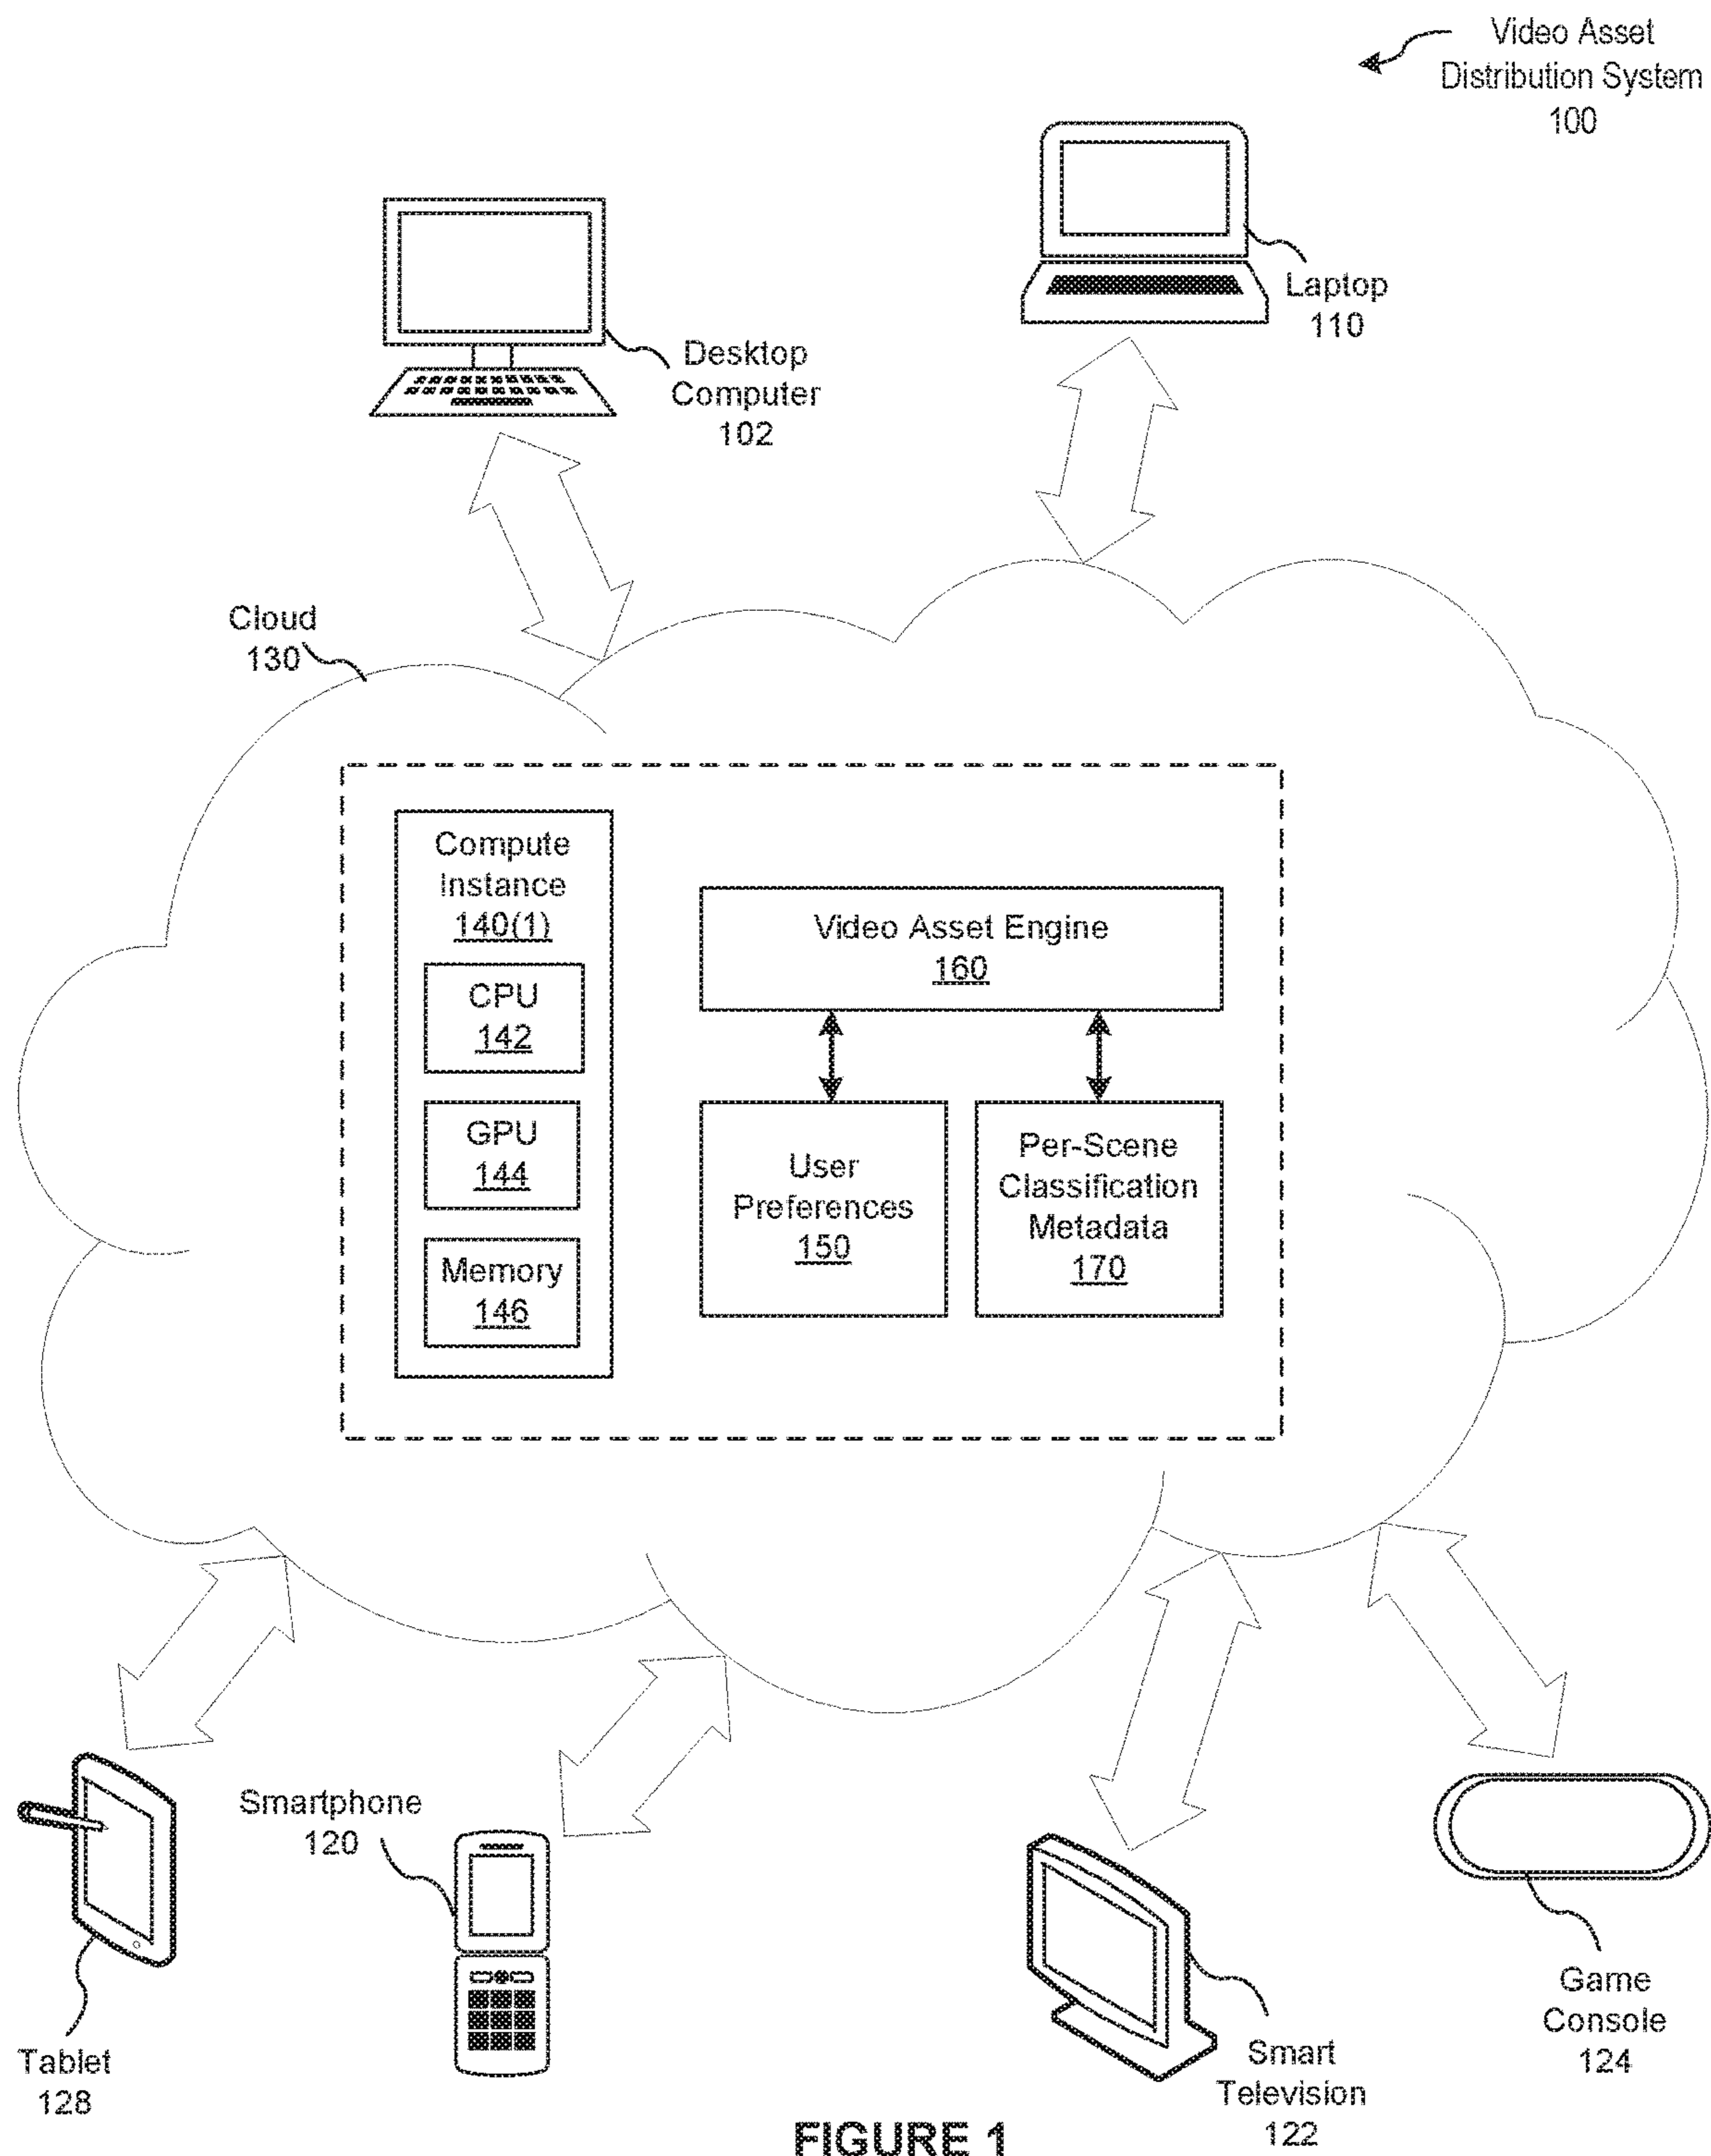 Video Asset
Distribution System
100
Laptop
110
Desktop
Computer
102
Cloud
130
Compute
Instance
140(1)
CPU
142
GPU
144
Memory
146
Video Asset Engine
160
User
Preferences
150
Per-Scene
Classification
Metadata
170
Smartphone
120
Tablet
128
Game
Console
124
Smart
Television
122
FIGURE 1